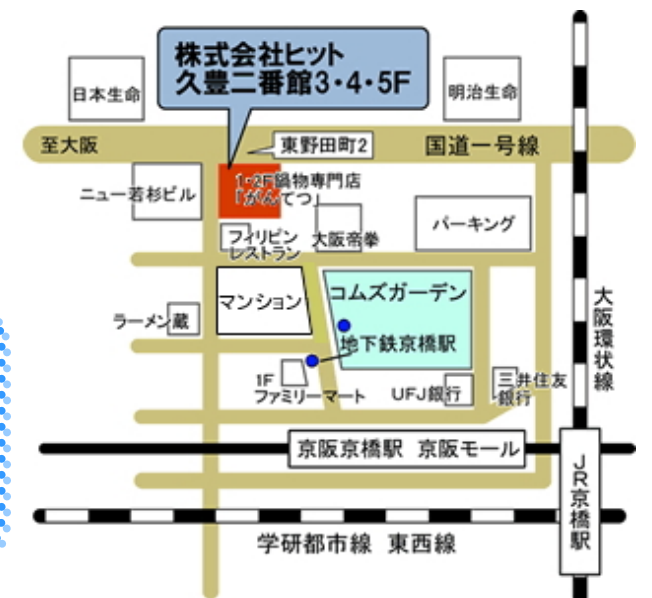 株式会社ヒット
久豊二番館3・4・5F
日本生命
明治生命
至大阪
東野田町2
国道一号線
ニュー若杉ビル
1・2F鍋物専門店
「がんてつ」
フィリピン
レストラン
大阪帝拳
パーキング
マンション
コムズガーデン
大阪環状線
ラーメン蔵
地下鉄京橋駅
1F
ファミリーマート
UFJ銀行
三井住友
銀行
京阪京橋駅 京阪モール
JR京橋駅
学研都市線 東西線